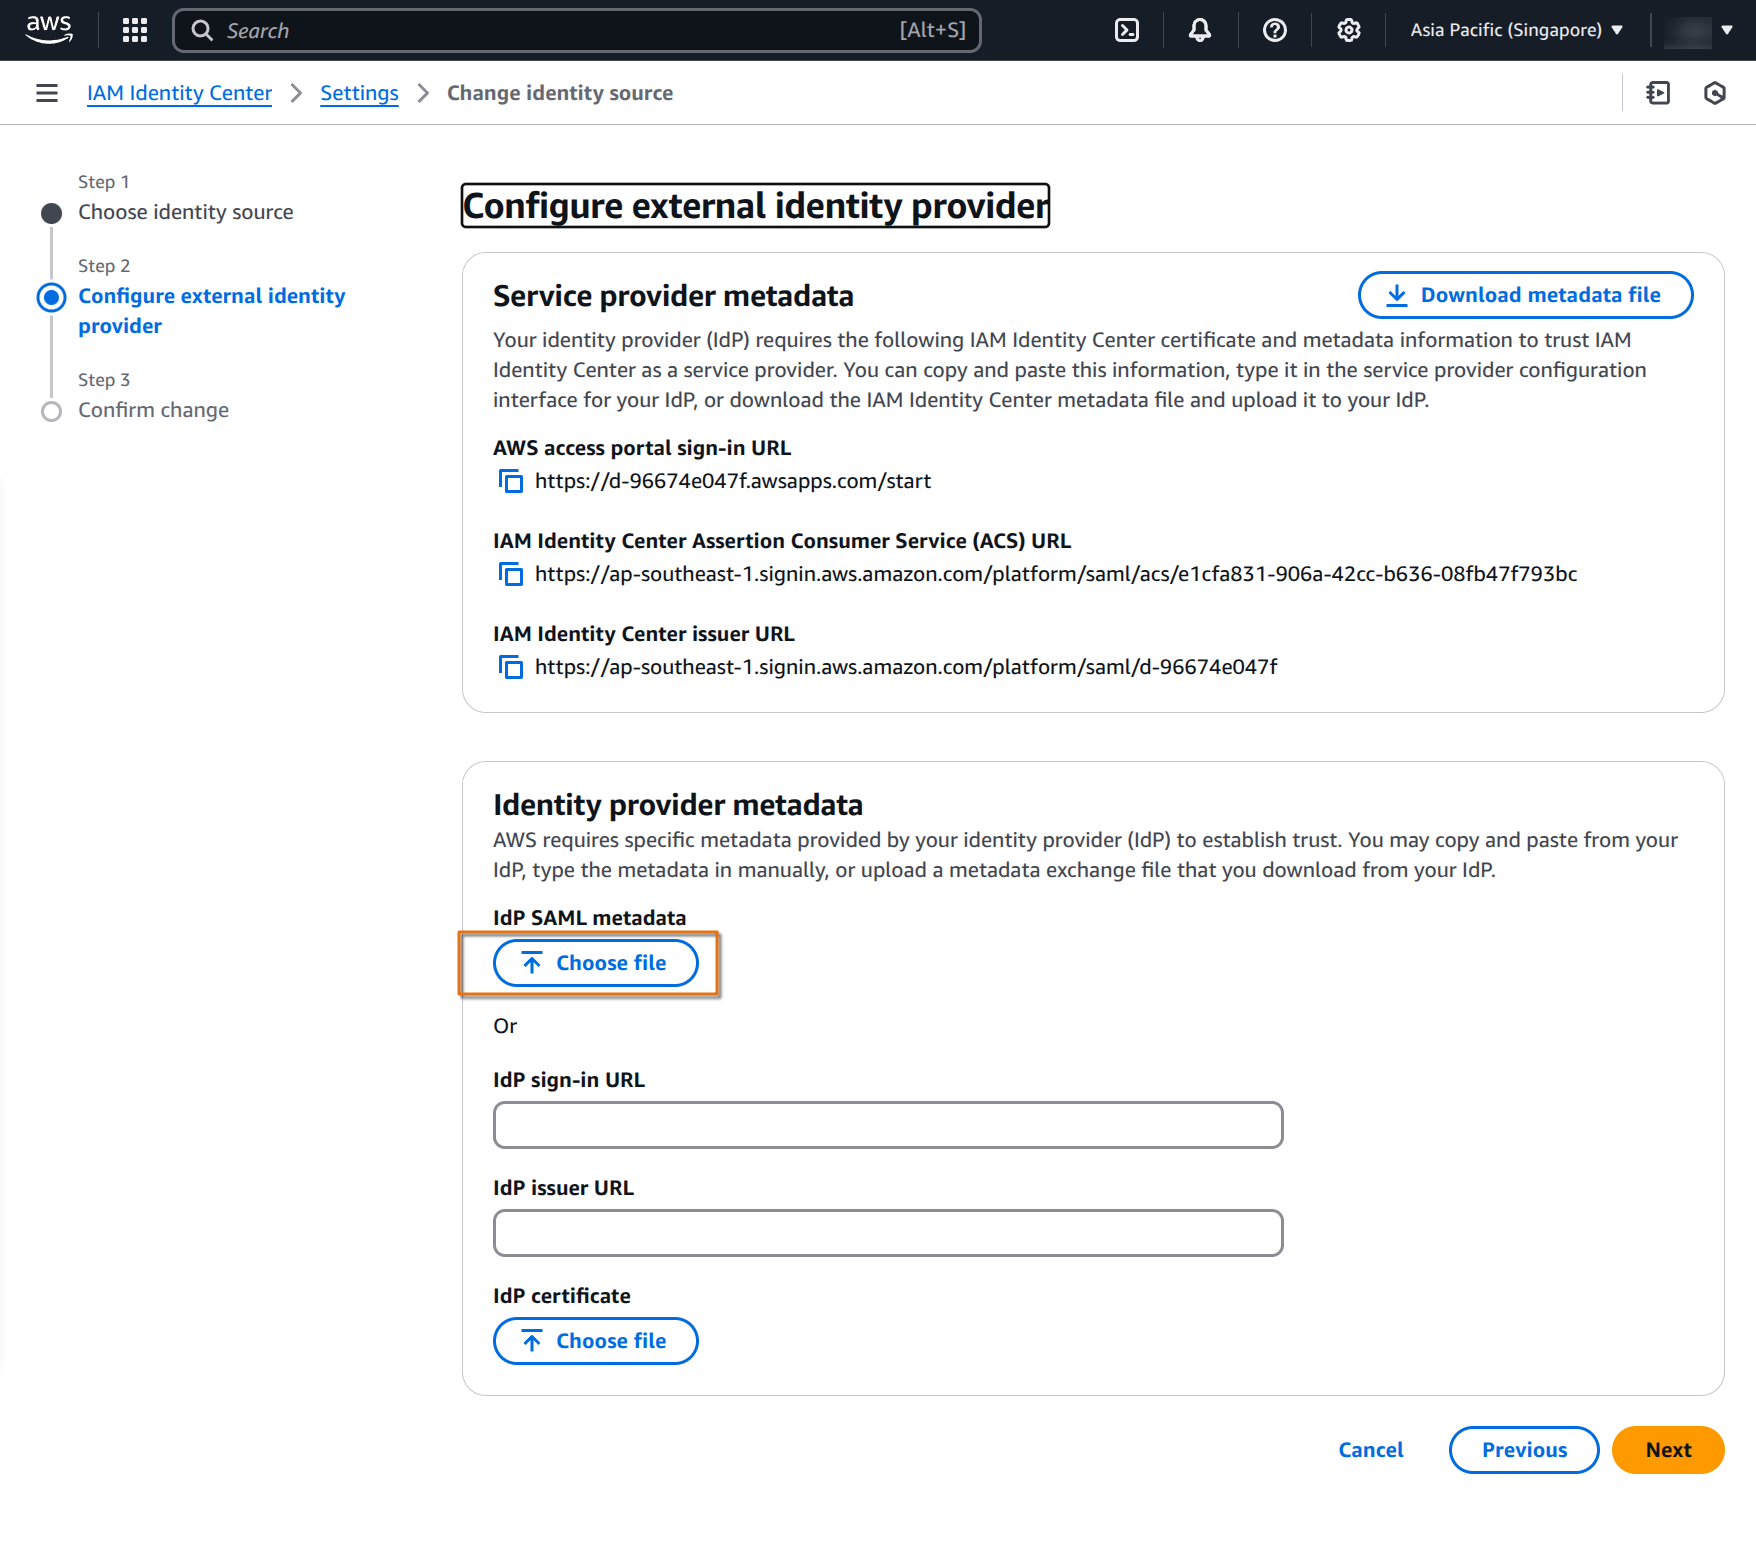 aws
Search
[Alt+S]
Asia Pacific (Singapore)
IAM Identity Center
Settings
Change identity source
Step 1
Choose identity source
Step 2
Configure external identity
provider
Step 3
Confirm change
Configure external identity provider
Service provider metadata
Download metadata file
Your identity provider (IdP) requires the following IAM Identity Center certificate and metadata information to trust IAM
Identity Center as a service provider. You can copy and paste this information, type it in the service provider configuration
interface for your IdP, or download the IAM Identity Center metadata file and upload it to your IdP.
AWS access portal sign-in URL
https://d-96674e047f.awsapps.com/start
IAM Identity Center Assertion Consumer Service (ACS) URL
https://ap-southeast-1.signin.aws.amazon.com/platform/saml/acs/e1cfa831-906a-42cc-b636-08fb47f793bc
IAM Identity Center issuer URL
https://ap-southeast-1.signin.aws.amazon.com/platform/saml/d-96674e047f
Identity provider metadata
AWS requires specific metadata provided by your identity provider (IdP) to establish trust. You may copy and paste from your
IdP, type the metadata in manually, or upload a metadata exchange file that you download from your IdP.
IdP SAML metadata
Choose file
Or
IdP sign-in URL
IdP issuer URL
IdP certificate
Choose file
Cancel
Previous
Next